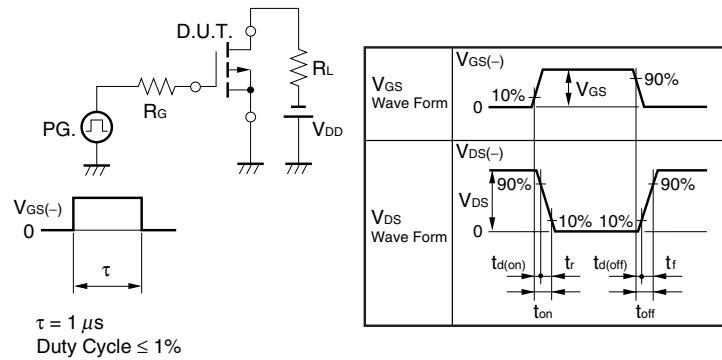 D.U.T.
RL
RG
PG.
VDD
VGS(−)
0
τ
τ = 1 μs
Duty Cycle ≤ 1%
VGS
Wave Form
VGS(−)
10%
VGS
90%
0
VDS
Wave Form
VDS(−)
90%
VDS
10%
10%
90%
0
td(on)
tr
td(off)
tf
ton
toff